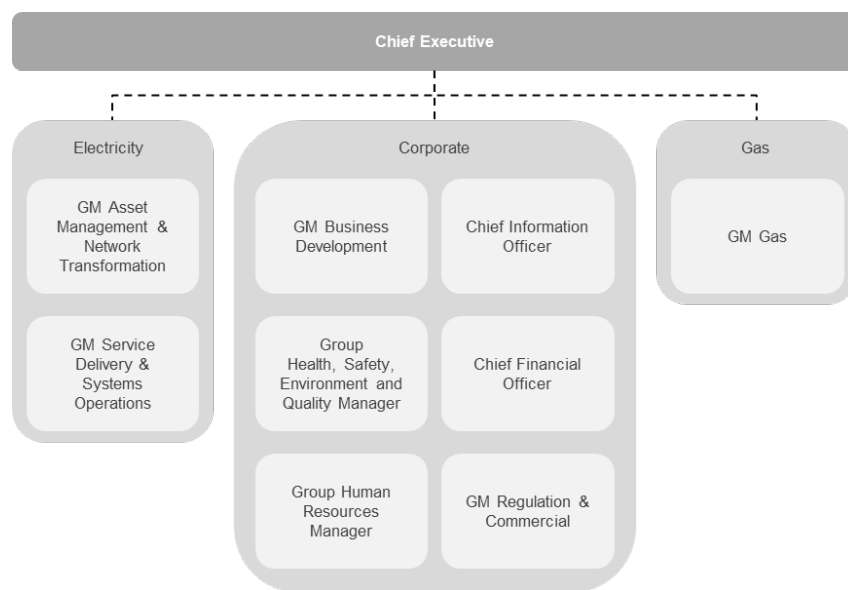 Chief Executive
Electricity
GM Asset
Management &
Network
Transformation
GM Service
Delivery &
Systems
Operations
Corporate
GM Business
Development
Chief Information
Officer
Group
Health, Safety,
Environment and
Quality Manager
Chief Financial
Officer
Group Human
Resources
Manager
GM Regulation &
Commercial
Gas
GM Gas